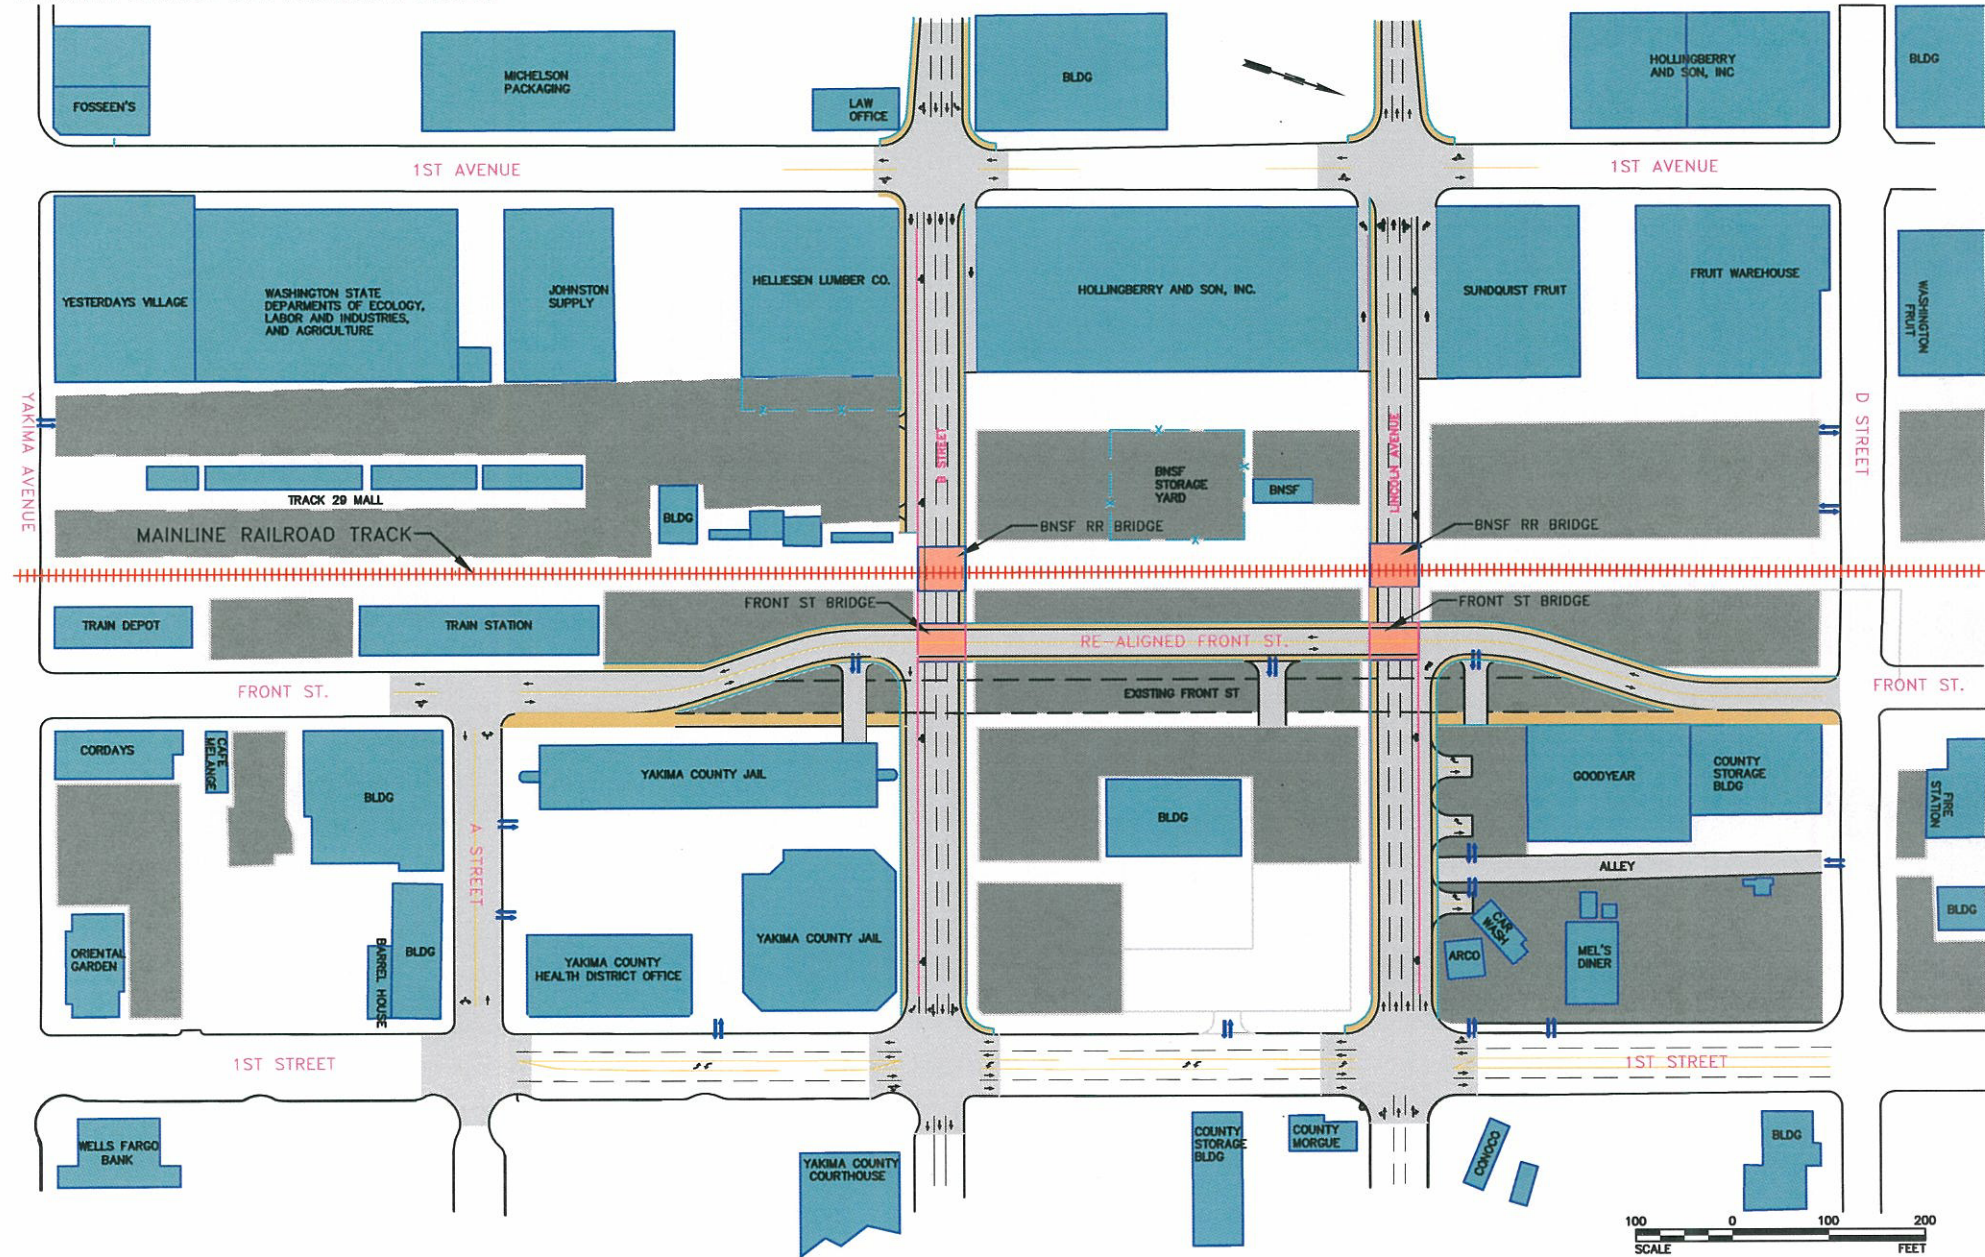 FOSSEEN'S
MICHELSON
PACKAGING
LAW
OFFICE
BLDG
HOLLINGBERRY
AND SON, INC
BLDG
1ST AVENUE
1ST AVENUE
YESTERDAYS VILLAGE
WASHINGTON STATE
DEPARMENTS OF ECOLOGY,
LABOR AND INDUSTRIES,
AND AGRICULTURE
JOHNSTON
SUPPLY
HELLIESEN LUMBER CO.
HOLLINGBERRY AND SON, INC.
SUNDQUIST FRUIT
FRUIT WAREHOUSE
WASHINGTON
FRUIT
YAKIMA AVENUE
B STREET
LINCOLN AVENUE
D STREET
TRACK 29 MALL
BLDG
BNSF
STORAGE
YARD
BNSF
MAINLINE RAILROAD TRACK
BNSF RR BRIDGE
BNSF RR BRIDGE
TRAIN DEPOT
TRAIN STATION
FRONT ST BRIDGE
FRONT ST BRIDGE
RE-ALIGNED FRONT ST.
FRONT ST.
EXISTING FRONT ST
FRONT ST.
CORDAYS
CAFE
MELANGE
BLDG
A STREET
YAKIMA COUNTY JAIL
BLDG
GOODYEAR
COUNTY
STORAGE
BLDG
FIRE
STATION
ALLEY
ORIENTAL
GARDEN
BARREL HOUSE
BLDG
YAKIMA COUNTY
HEALTH DISTRICT OFFICE
YAKIMA COUNTY JAIL
CAR
WASH
ARCO
MEL'S
DINER
BLDG
1ST STREET
1ST STREET
WELLS FARGO
BANK
YAKIMA COUNTY
COURTHOUSE
COUNTY
STORAGE
BLDG
COUNTY
MORGUE
CONOCO
BLDG
100 0 100 200
SCALE FEET